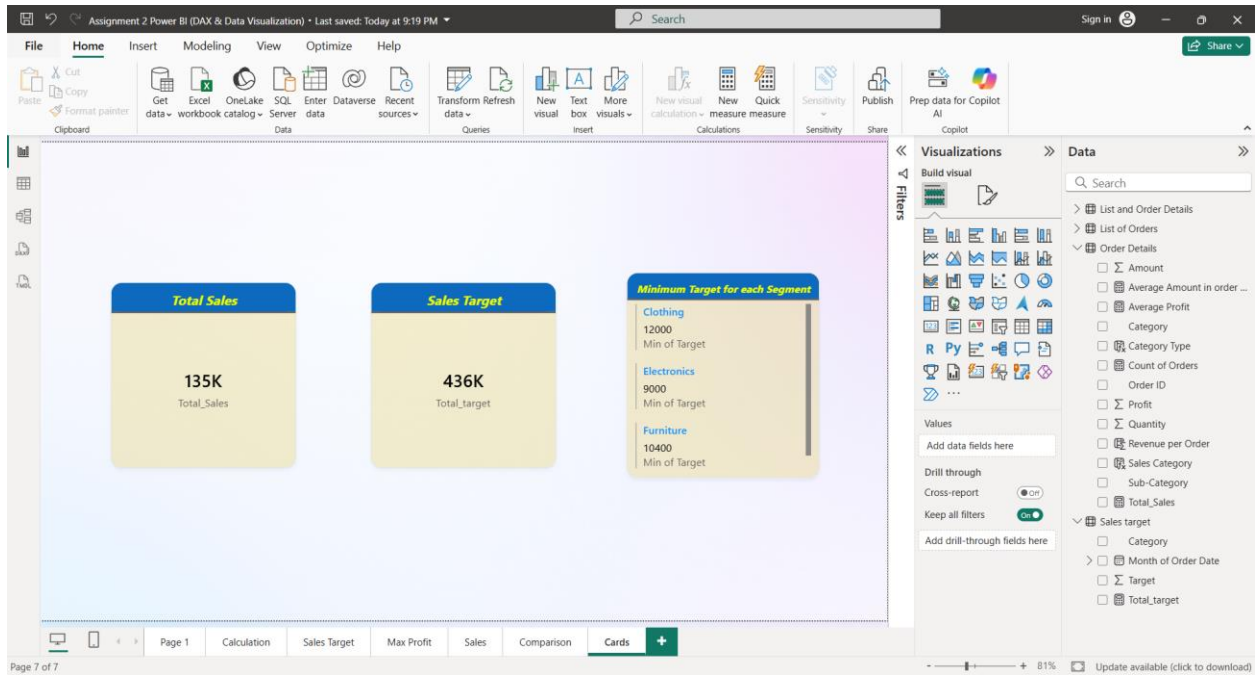 Assignment 2 Power BI (DAX & Data Visualization) • Last saved: Today at 9:19 PM
Search
Sign in
File Home Insert Modeling View Optimize Help
Share
Paste
Cut
Copy
Format painter
Get data
Excel workbook
OneLake catalog
SQL Server
Enter data
Dataverse
Recent sources
Transform data
Refresh
New visual
Text box
More visuals
New visual calculation
New measure
Quick measure
Sensitivity
Publish
Prep data for Copilot AI
Clipboard
Data
Queries
Insert
Calculations
Sensitivity
Share
Copilot
Total Sales
135K
Total_Sales
Sales Target
436K
Total_target
Minimum Target for each Segment
Clothing
12000
Min of Target
Electronics
9000
Min of Target
Furniture
10400
Min of Target
Filters
Visualizations
Build visual
R Py
123
...
Values
Add data fields here
Drill through
Cross-report Off
Keep all filters On
Add drill-through fields here
Data
Search
List and Order Details
List of Orders
Order Details
Amount
Average Amount in order ...
Average Profit
Category
Category Type
Count of Orders
Order ID
Profit
Quantity
Revenue per Order
Sales Category
Sub-Category
Total_Sales
Sales target
Category
Month of Order Date
Target
Total_target
Page 1 Calculation Sales Target Max Profit Sales Comparison Cards
Page 7 of 7
81%
Update available (click to download)